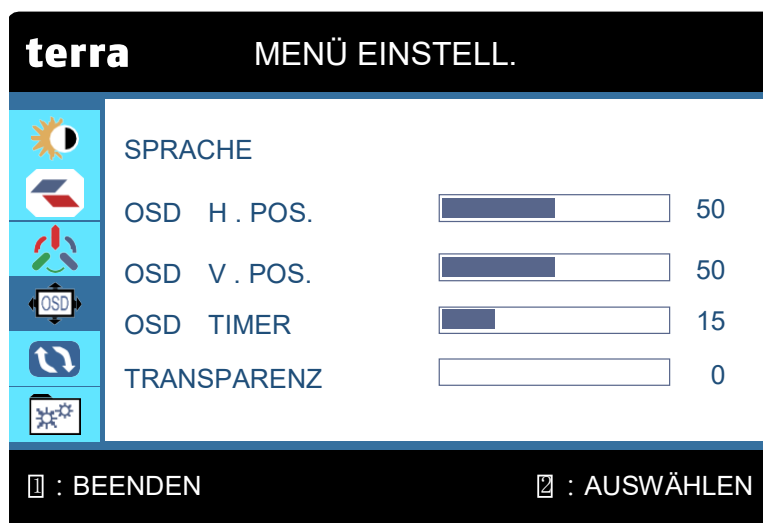 terra MENÜ EINSTELL.
SPRACHE
OSD H . POS. 50
OSD V . POS. 50
OSD TIMER 15
OSD
TRANSPARENZ 0
1 : BEENDEN 2 : AUSWÄHLEN